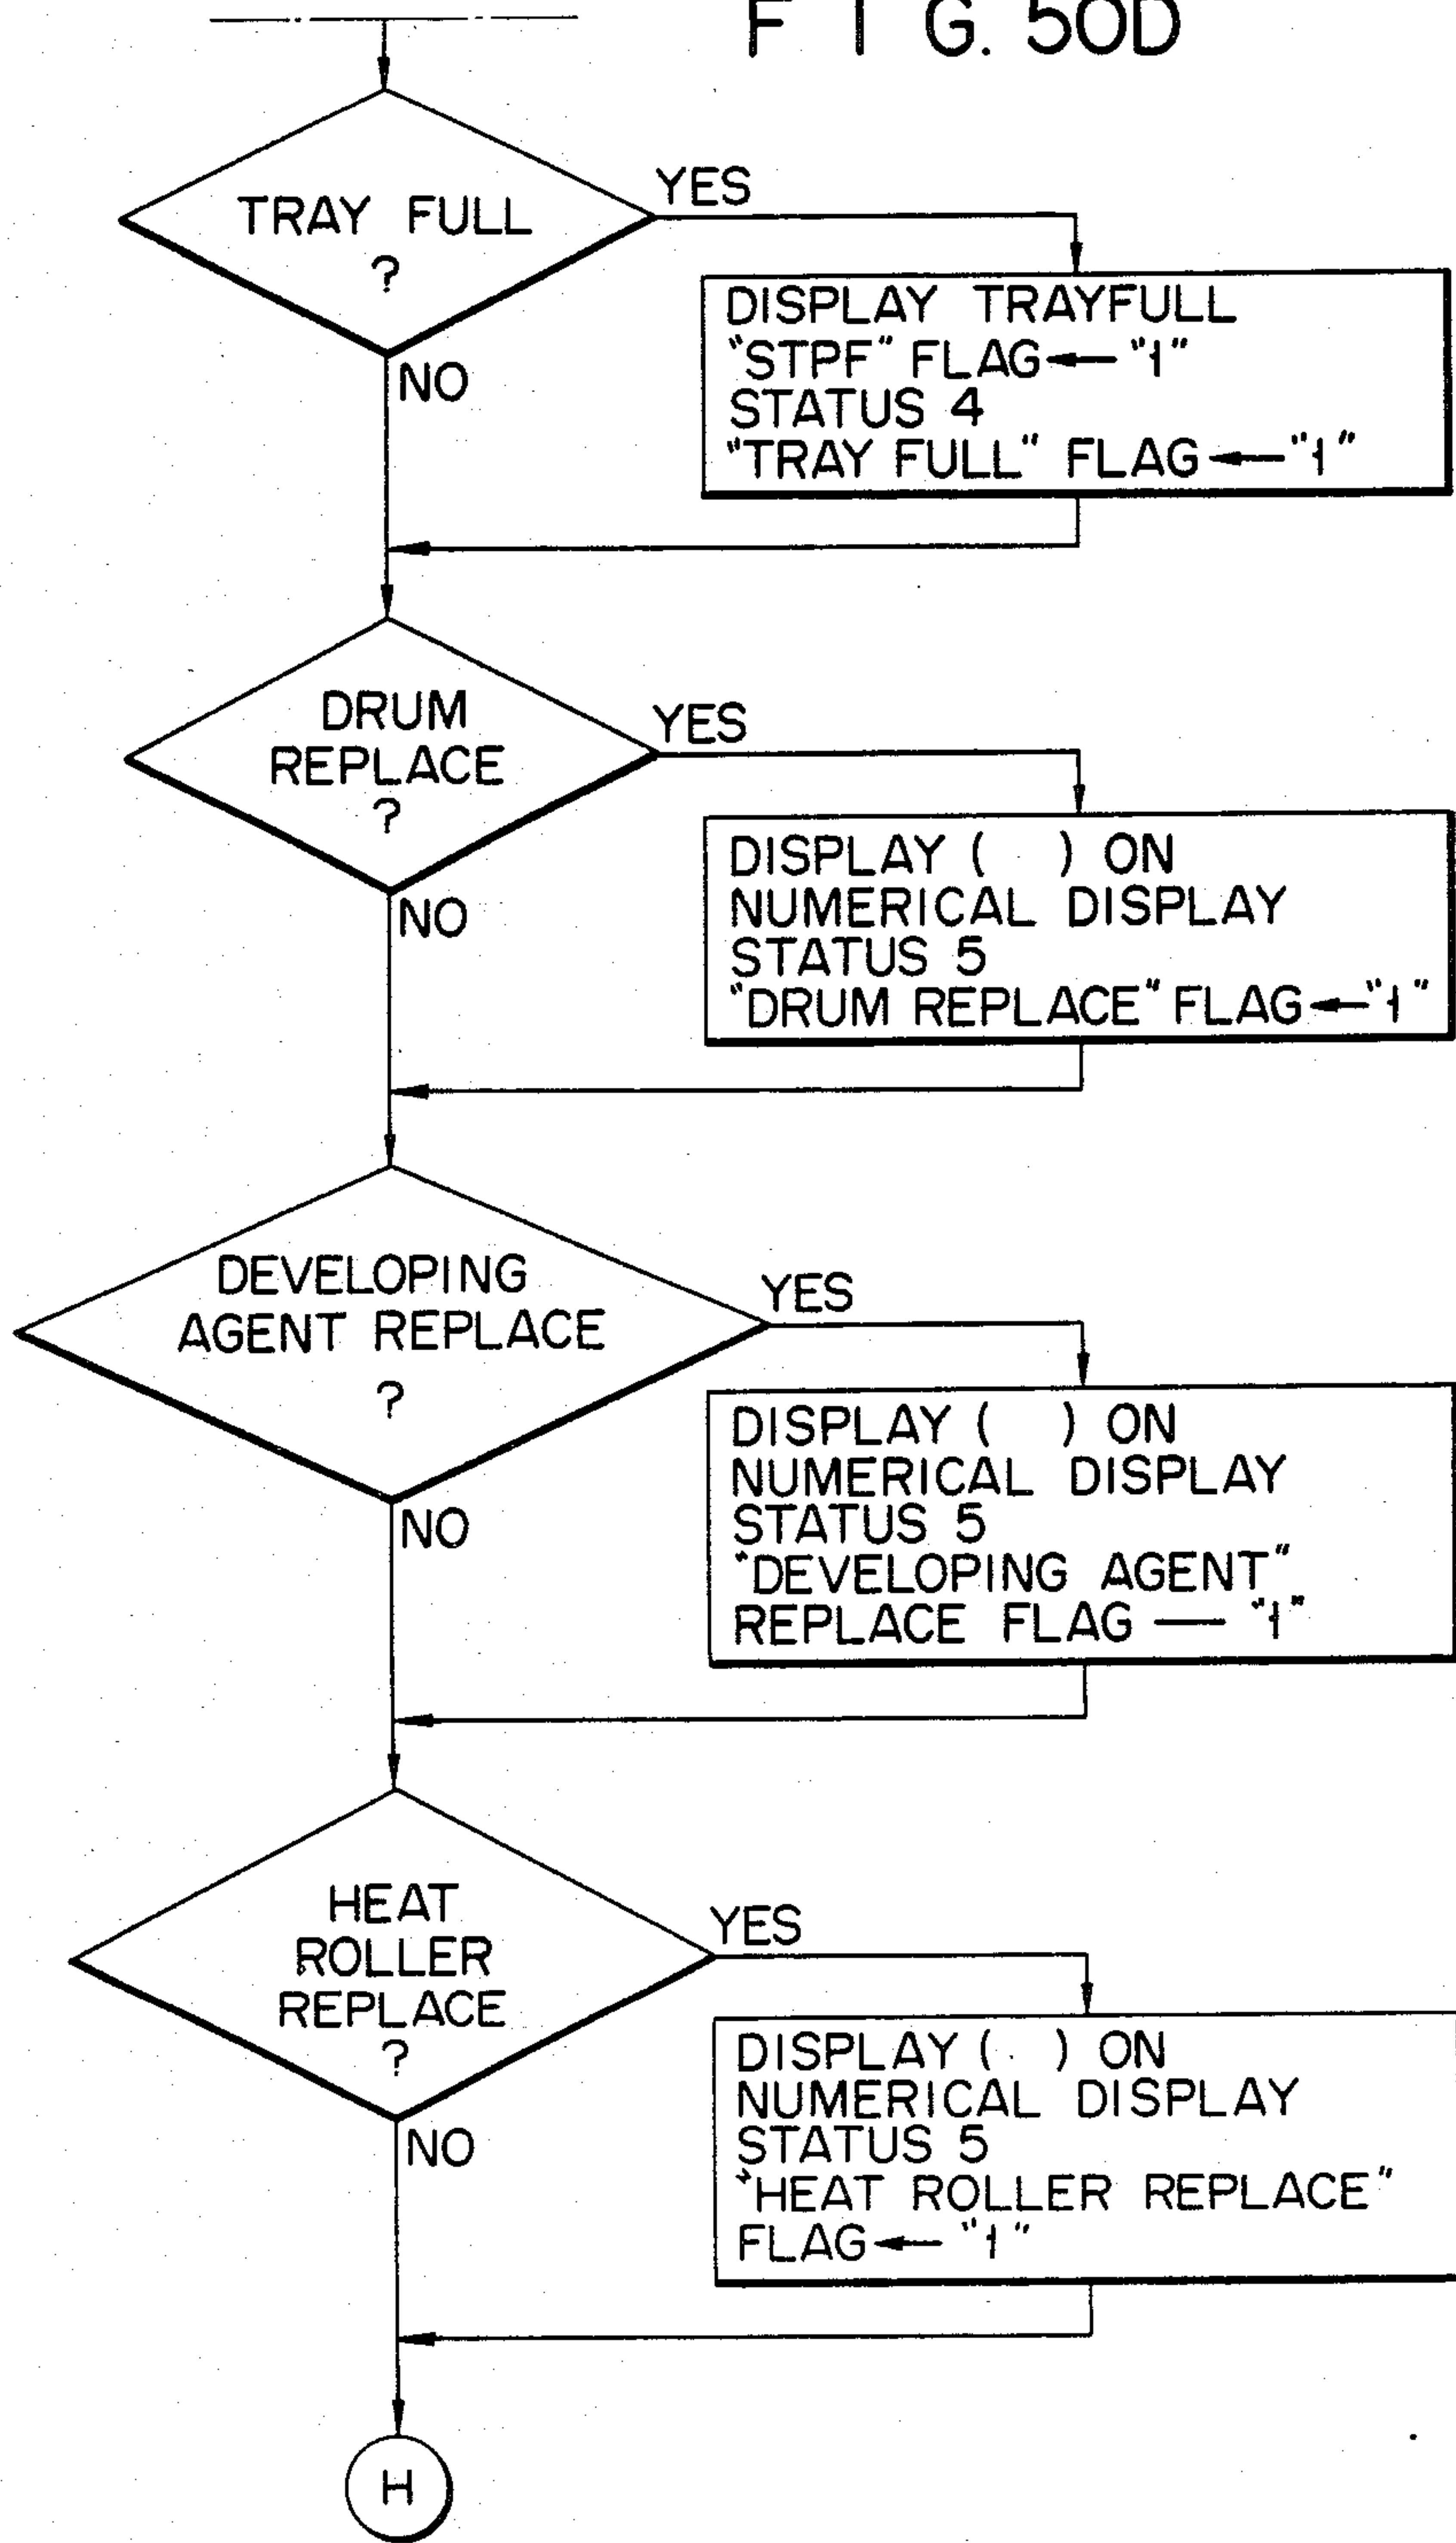 F I G. 50D
TRAY FULL
?
YES
NO
DISPLAY TRAYFULL
"STPF" FLAG ← "1"
STATUS 4
"TRAY FULL" FLAG ← "1"
DRUM
REPLACE
?
YES
NO
DISPLAY ( ) ON
NUMERICAL DISPLAY
STATUS 5
"DRUM REPLACE" FLAG ← "1"
DEVELOPING
AGENT REPLACE
?
YES
NO
DISPLAY ( ) ON
NUMERICAL DISPLAY
STATUS 5
"DEVELOPING AGENT"
REPLACE FLAG — "1"
HEAT
ROLLER
REPLACE
?
YES
NO
DISPLAY ( ) ON
NUMERICAL DISPLAY
STATUS 5
"HEAT ROLLER REPLACE"
FLAG ← "1"
H